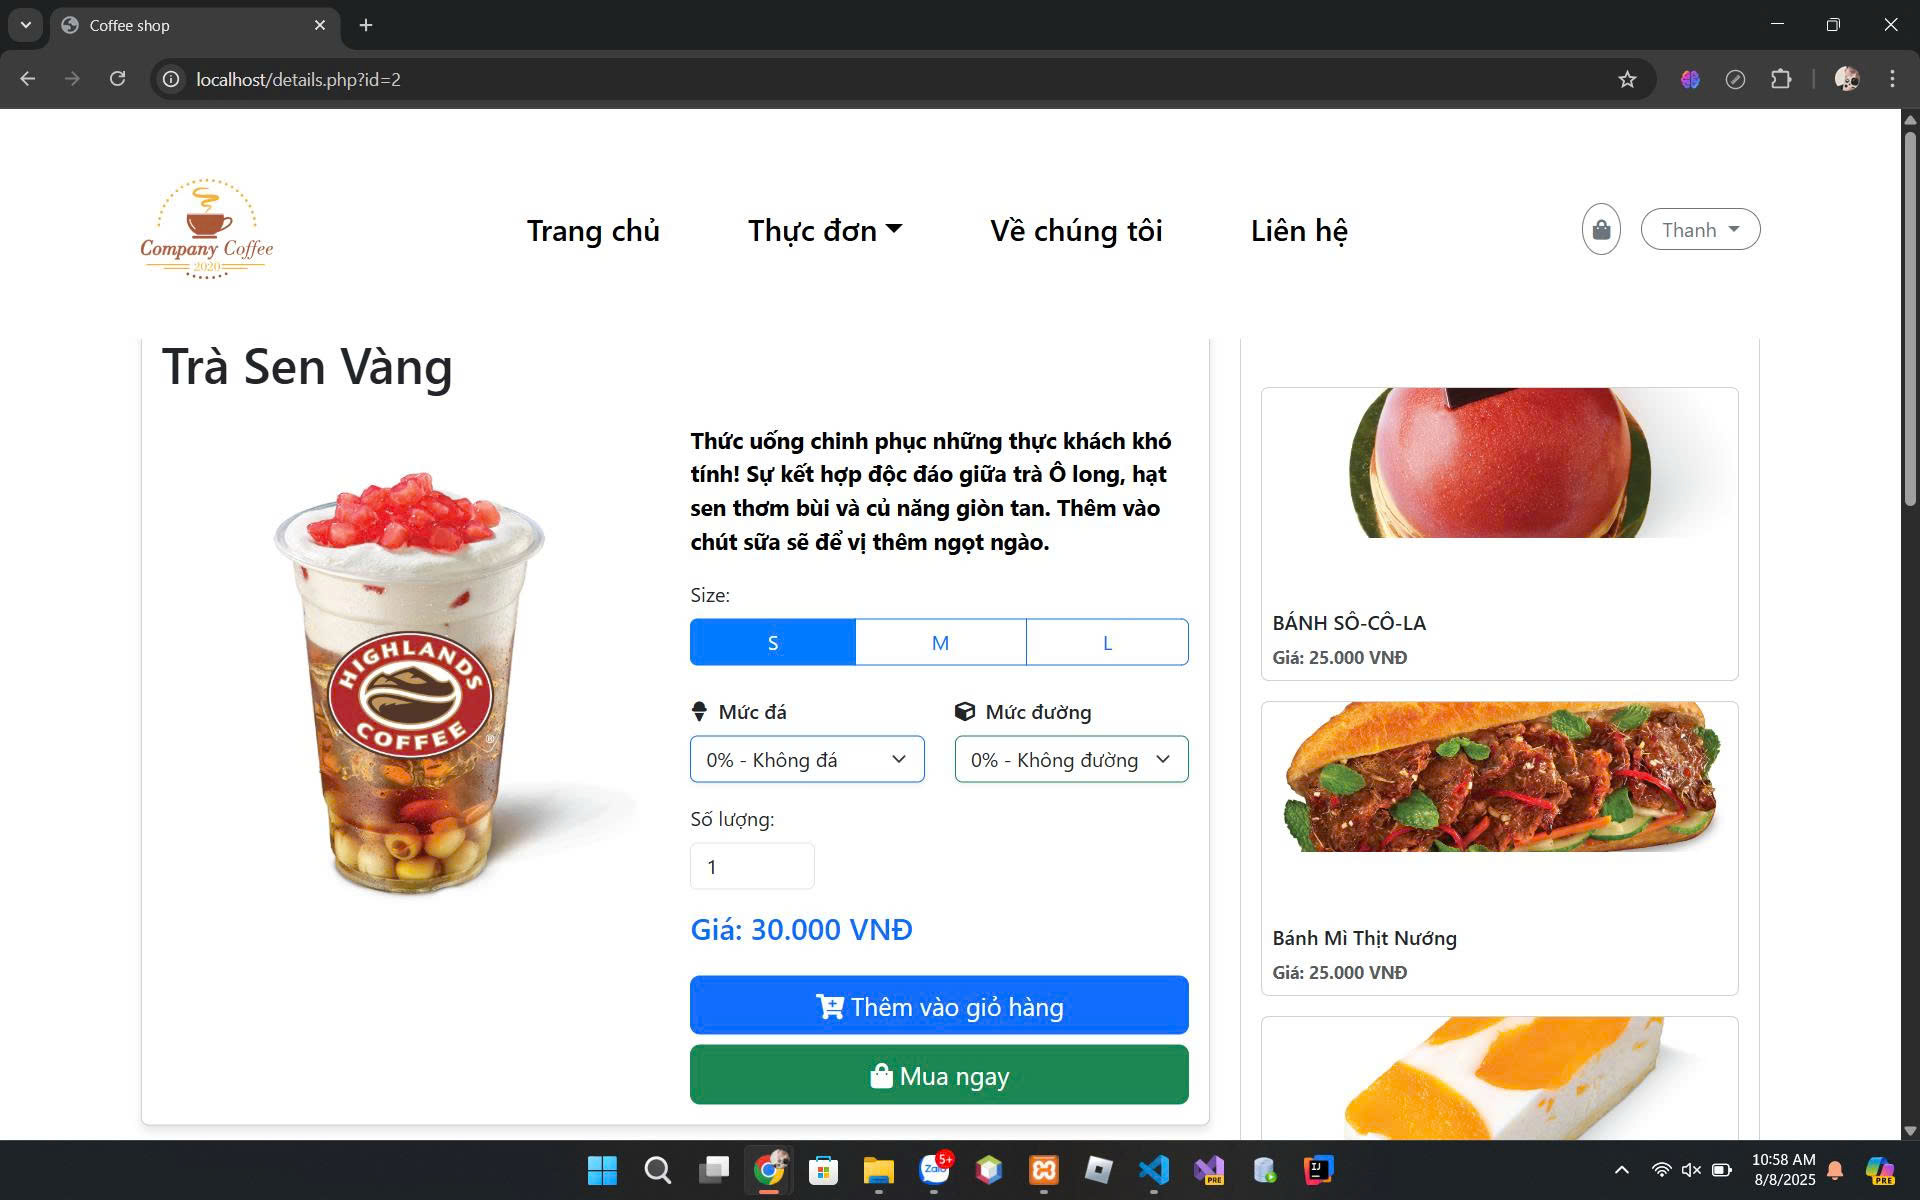 Coffee shop
localhost/details.php?id=2
Company Coffee
2020
Trang chủ
Thực đơn
Về chúng tôi
Liên hệ
Thanh
Trà Sen Vàng
HIGHLANDS
COFFEE
®
Thức uống chinh phục những thực khách khó
tính! Sự kết hợp độc đáo giữa trà Ô long, hạt
sen thơm bùi và củ năng giòn tan. Thêm vào
chút sữa sẽ để vị thêm ngọt ngào.
Size:
S
M
L
Mức đá
Mức đường
0% - Không đá
0% - Không đường
Số lượng:
1
Giá: 30.000 VNĐ
Thêm vào giỏ hàng
Mua ngay
BÁNH SÔ-CÔ-LA
Giá: 25.000 VNĐ
Bánh Mì Thịt Nướng
Giá: 25.000 VNĐ
Zalo
5+
PRE
IJ
10:58 AM
8/8/2025
PRE